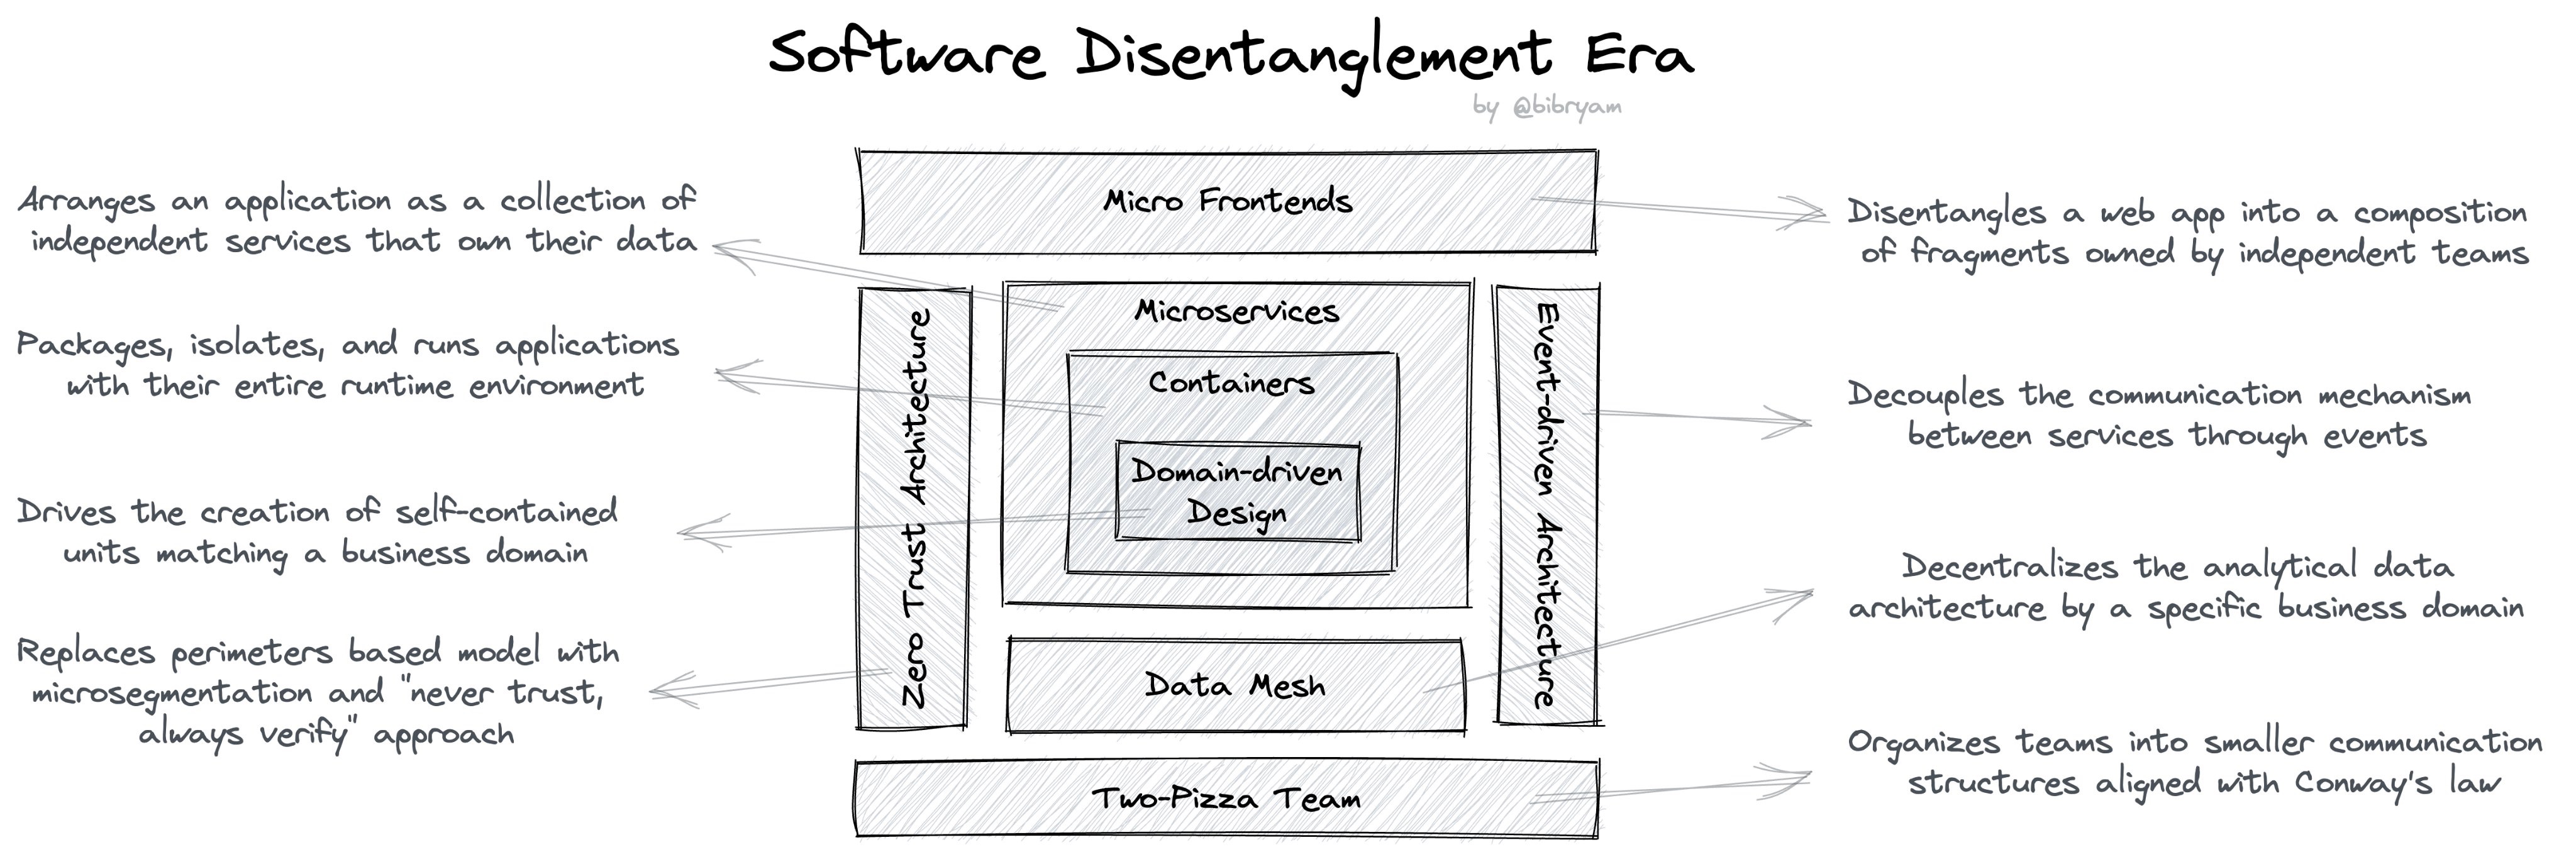 Software Disentanglement Era
by @bibryam
Micro Frontends
Microservices
Containers
Domain-driven
Design
Zero Trust Architecture
Event-driven Architecture
Data Mesh
Two-Pizza Team
Arranges an application as a collection of
independent services that own their data
Packages, isolates, and runs applications
with their entire runtime environment
Drives the creation of self-contained
units matching a business domain
Replaces perimeters based model with
microsegmentation and "never trust,
always verify" approach
Disentangles a web app into a composition
of fragments owned by independent teams
Decouples the communication mechanism
between services through events
Decentralizes the analytical data
architecture by a specific business domain
Organizes teams into smaller communication
structures aligned with Conway's law